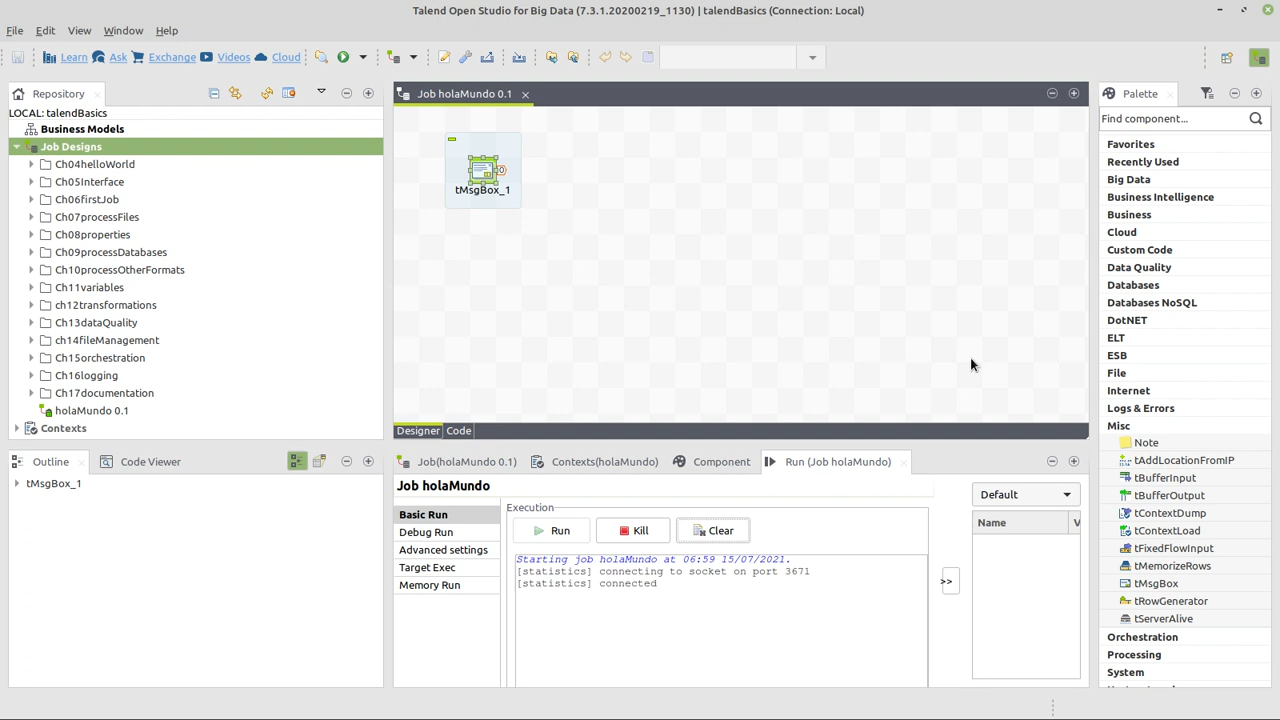 Talend Open Studio for Big Data (7.3.1.20200219_1130) | talendBasics (Connection: Local)
File Edit View Window Help
Learn Ask Exchange Videos Cloud
Repository
LOCAL: talendBasics
Business Models
Job Designs
Ch04helloWorld
Ch05Interface
Ch06firstJob
Ch07processFiles
Ch08properties
Ch09processDatabases
Ch10processOtherFormats
Ch11variables
ch12transformations
Ch13dataQuality
ch14fileManagement
Ch15orchestration
Ch16logging
Ch17documentation
holaMundo 0.1
Contexts
Outline Code Viewer
tMsgBox_1
Job holaMundo 0.1
tMsgBox_1
Designer Code
Job(holaMundo 0.1) Contexts(holaMundo) Component Run (Job holaMundo)
Job holaMundo
Basic Run
Debug Run
Advanced settings
Target Exec
Memory Run
Execution
Run Kill Clear
Starting job holaMundo at 06:59 15/07/2021.
[statistics] connecting to socket on port 3671
[statistics] connected
>>
Default
Name V
Palette
Find component...
Favorites
Recently Used
Big Data
Business Intelligence
Business
Cloud
Custom Code
Data Quality
Databases
Databases NoSQL
DotNET
ELT
ESB
File
Internet
Logs & Errors
Misc
Note
tAddLocationFromIP
tBufferInput
tBufferOutput
tContextDump
tContextLoad
tFixedFlowInput
tMemorizeRows
tMsgBox
tRowGenerator
tServerAlive
Orchestration
Processing
System